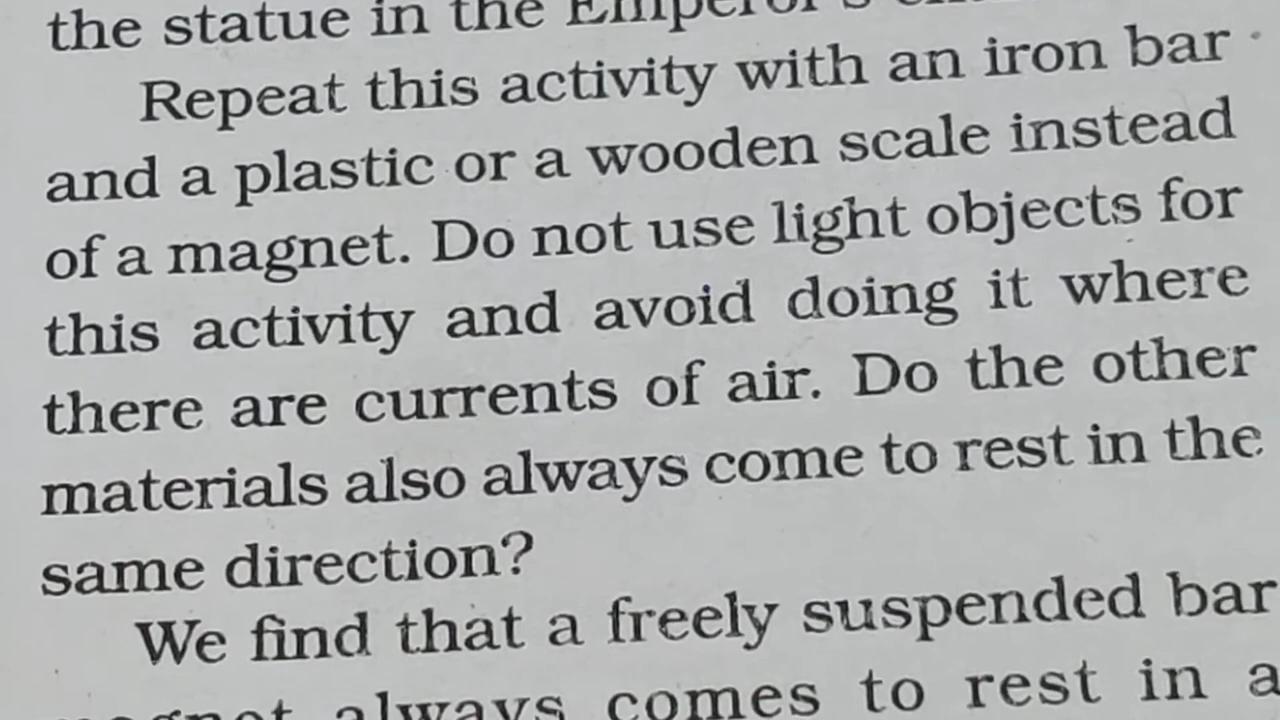 the statue in the Emperor's
Repeat this activity with an iron bar
and a plastic or a wooden scale instead
of a magnet. Do not use light objects for
this activity and avoid doing it where
there are currents of air. Do the other
materials also always come to rest in the
same direction?
We find that a freely suspended bar
magnet always comes to rest in a